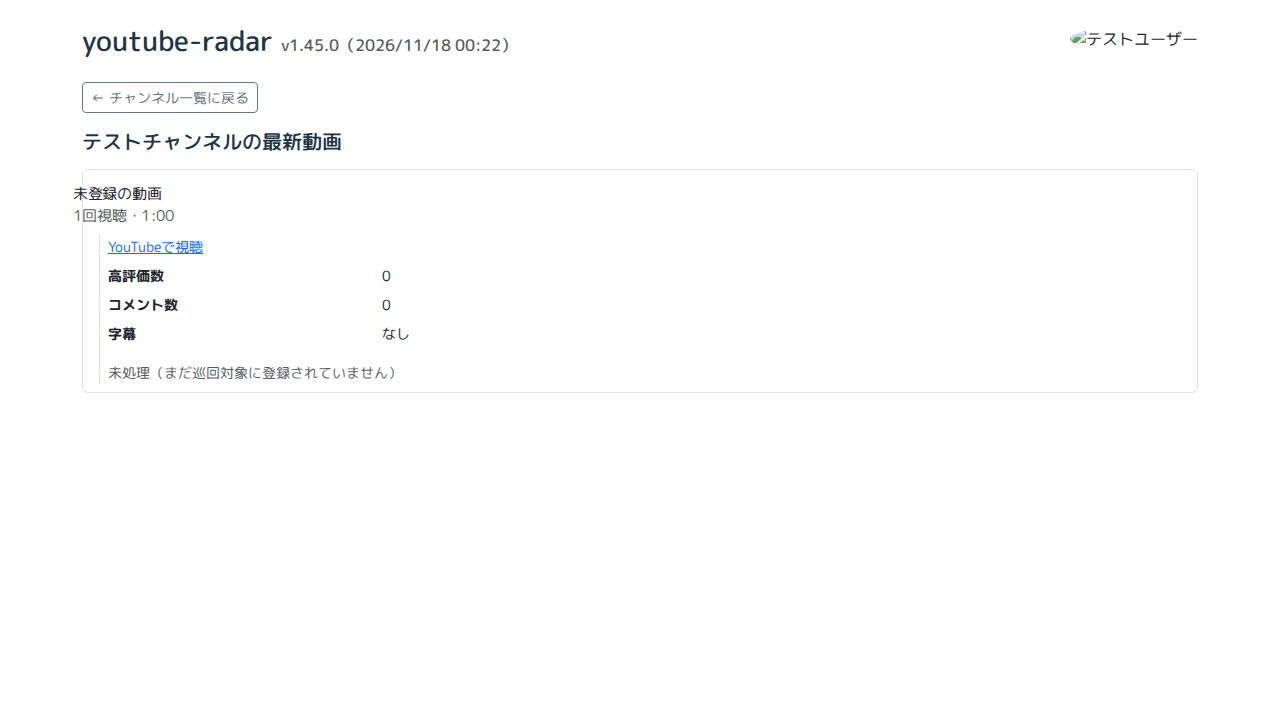 youtube-radar v1.45.0（2026/11/18 00:22）
テストユーザー
← チャンネル一覧に戻る
テストチャンネルの最新動画
未登録の動画
1回視聴・1:00
YouTubeで視聴
高評価数 0
コメント数 0
字幕 なし
未処理（まだ巡回対象に登録されていません）